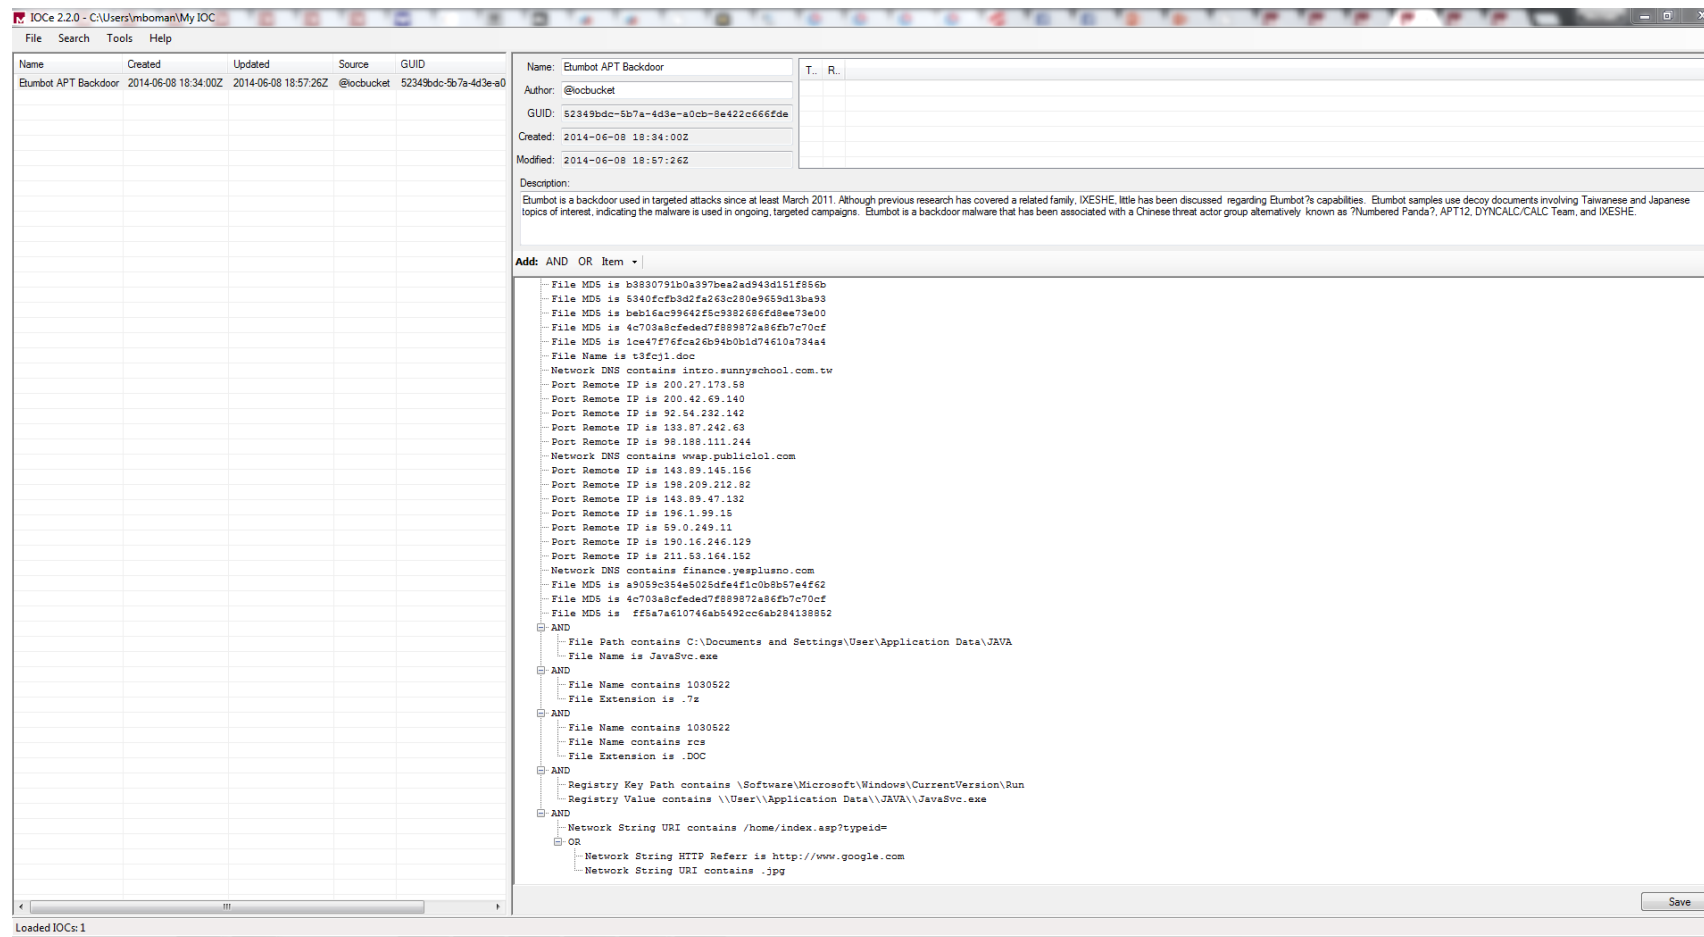 IOCe 2.2.0 - C:\Users\mboman\My IOC
File Search Tools Help
Name Created Updated Source GUID
Etumbot APT Backdoor 2014-06-08 18:34:00Z 2014-06-08 18:57:26Z @iocbucket 52349bdc-5b7a-4d3e-a0
Name: Etumbot APT Backdoor
T.. R..
Author: @iocbucket
GUID: 52349bdc-5b7a-4d3e-a0cb-8e422c666fde
Created: 2014-06-08 18:34:00Z
Modified: 2014-06-08 18:57:26Z
Description:
Etumbot is a backdoor used in targeted attacks since at least March 2011. Although previous research has covered a related family, IXESHE, little has been discussed regarding Etumbot?s capabilities. Etumbot samples use decoy documents involving Taiwanese and Japanese
topics of interest, indicating the malware is used in ongoing, targeted campaigns. Etumbot is a backdoor malware that has been associated with a Chinese threat actor group alternatively known as ?Numbered Panda?, APT12, DYNCALC/CALC Team, and IXESHE.
Add: AND OR Item
File MD5 is b3830791b0a397bea2ad943d151f856b
File MD5 is 5340fcfb3d2fa263c280e9659d13ba93
File MD5 is beb16ac99642f5c9382686fd8ee73e00
File MD5 is 4c703a8cfeded7f889872a86fb7c70cf
File MD5 is 1ce47f76fca26b94b0b1d74610a734a4
File Name is t3fcj1.doc
Network DNS contains intro.sunnyschool.com.tw
Port Remote IP is 200.27.173.58
Port Remote IP is 200.42.69.140
Port Remote IP is 92.54.232.142
Port Remote IP is 133.87.242.63
Port Remote IP is 98.188.111.244
Network DNS contains wwap.publiclol.com
Port Remote IP is 143.89.145.156
Port Remote IP is 198.209.212.82
Port Remote IP is 143.89.47.132
Port Remote IP is 196.1.99.15
Port Remote IP is 59.0.249.11
Port Remote IP is 190.16.246.129
Port Remote IP is 211.53.164.152
Network DNS contains finance.yesplusno.com
File MD5 is a9059c354e5025dfe4f1c0b8b57e4f62
File MD5 is 4c703a8cfeded7f889872a86fb7c70cf
File MD5 is ff5a7a610746ab5492cc6ab284138852
AND
File Path contains C:\Documents and Settings\User\Application Data\JAVA
File Name is JavaSvc.exe
AND
File Name contains 1030522
File Extension is .7z
AND
File Name contains 1030522
File Name contains rcs
File Extension is .DOC
AND
Registry Key Path contains \Software\Microsoft\Windows\CurrentVersion\Run
Registry Value contains \\User\\Application Data\\JAVA\\JavaSvc.exe
AND
Network String URI contains /home/index.asp?typeid=
OR
Network String HTTP Referr is http://www.google.com
Network String URI contains .jpg
Save
Loaded IOCs: 1